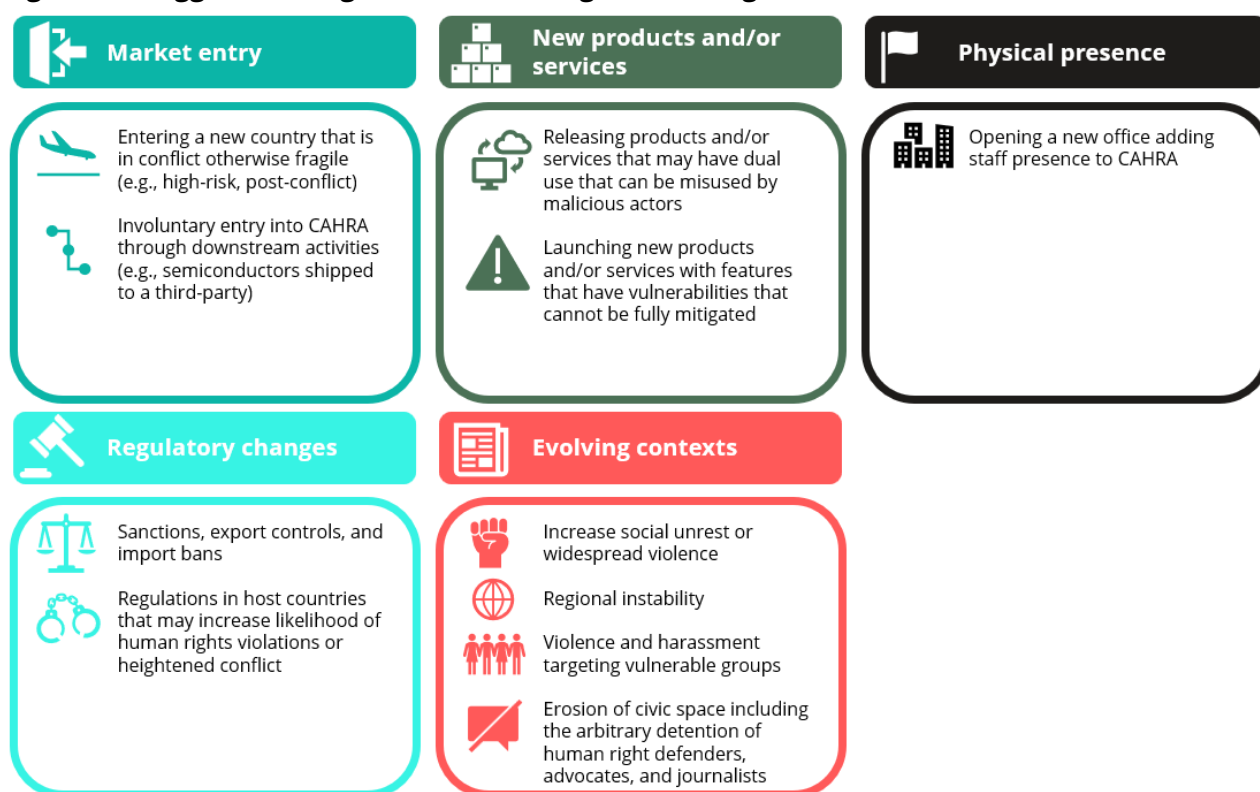 Market entry
Entering a new country that is
in conflict otherwise fragile
(e.g., high-risk, post-conflict)
Involuntary entry into CAHRA
through downstream activities
(e.g., semiconductors shipped
to a third-party)
New products and/or
services
Releasing products and/or
services that may have dual
use that can be misused by
malicious actors
Launching new products
and/or services with features
that have vulnerabilities that
cannot be fully mitigated
Physical presence
Opening a new office adding
staff presence to CAHRA
Regulatory changes
Sanctions, export controls, and
import bans
Regulations in host countries
that may increase likelihood of
human rights violations or
heightened conflict
Evolving contexts
Increase social unrest or
widespread violence
Regional instability
Violence and harassment
targeting vulnerable groups
Erosion of civic space including
the arbitrary detention of
human right defenders,
advocates, and journalists